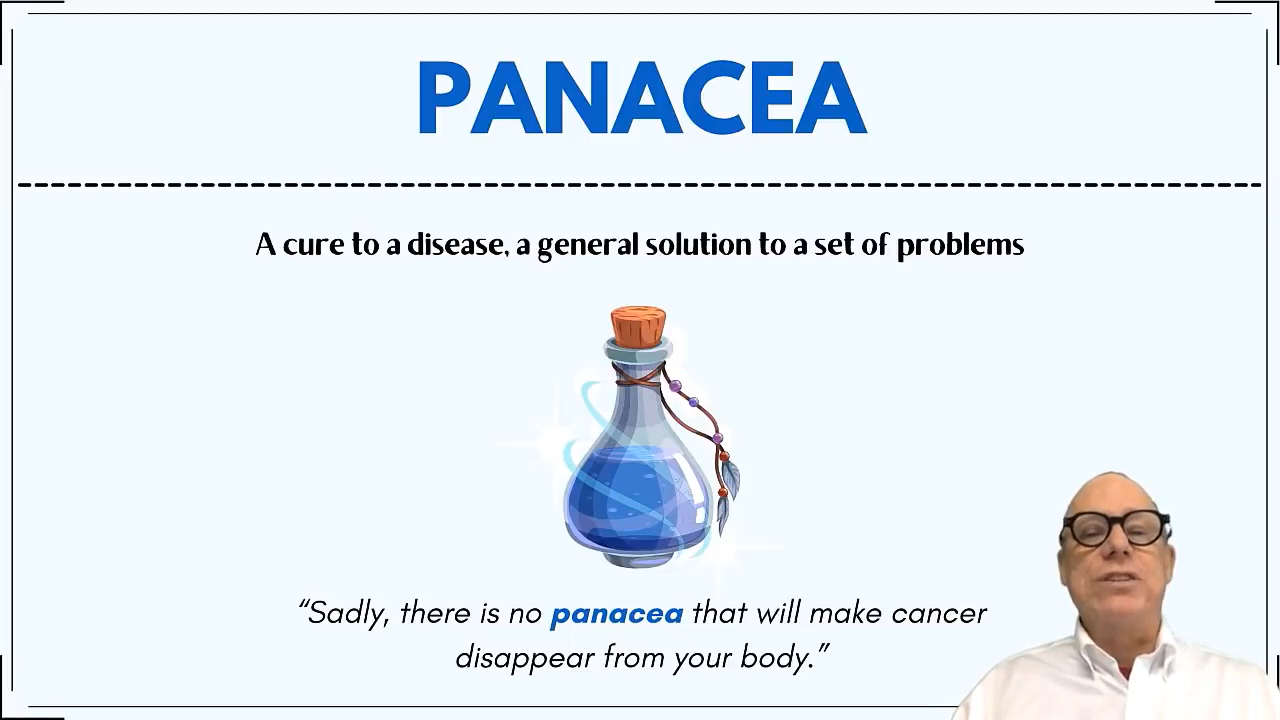 PANACEA
A cure to a disease, a general solution to a set of problems
“Sadly, there is no panacea that will make cancer
disappear from your body.”